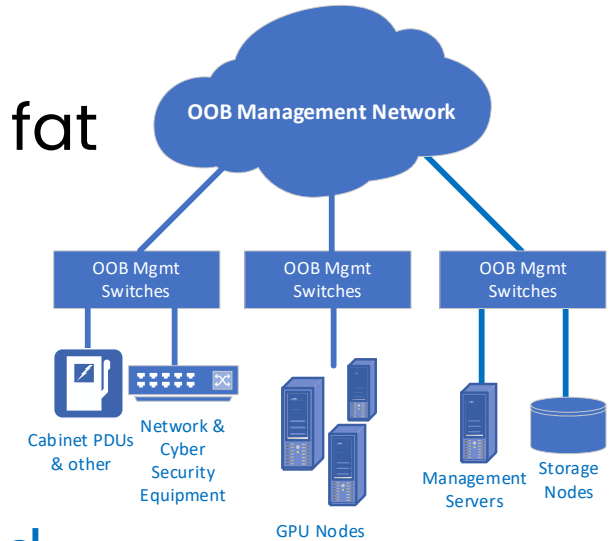 fat
OOB Management Network
OOB Mgmt
Switches
OOB Mgmt
Switches
OOB Mgmt
Switches
Cabinet PDUs
& other
Network &
Cyber
Security
Equipment
GPU Nodes
Management
Servers
Storage
Nodes